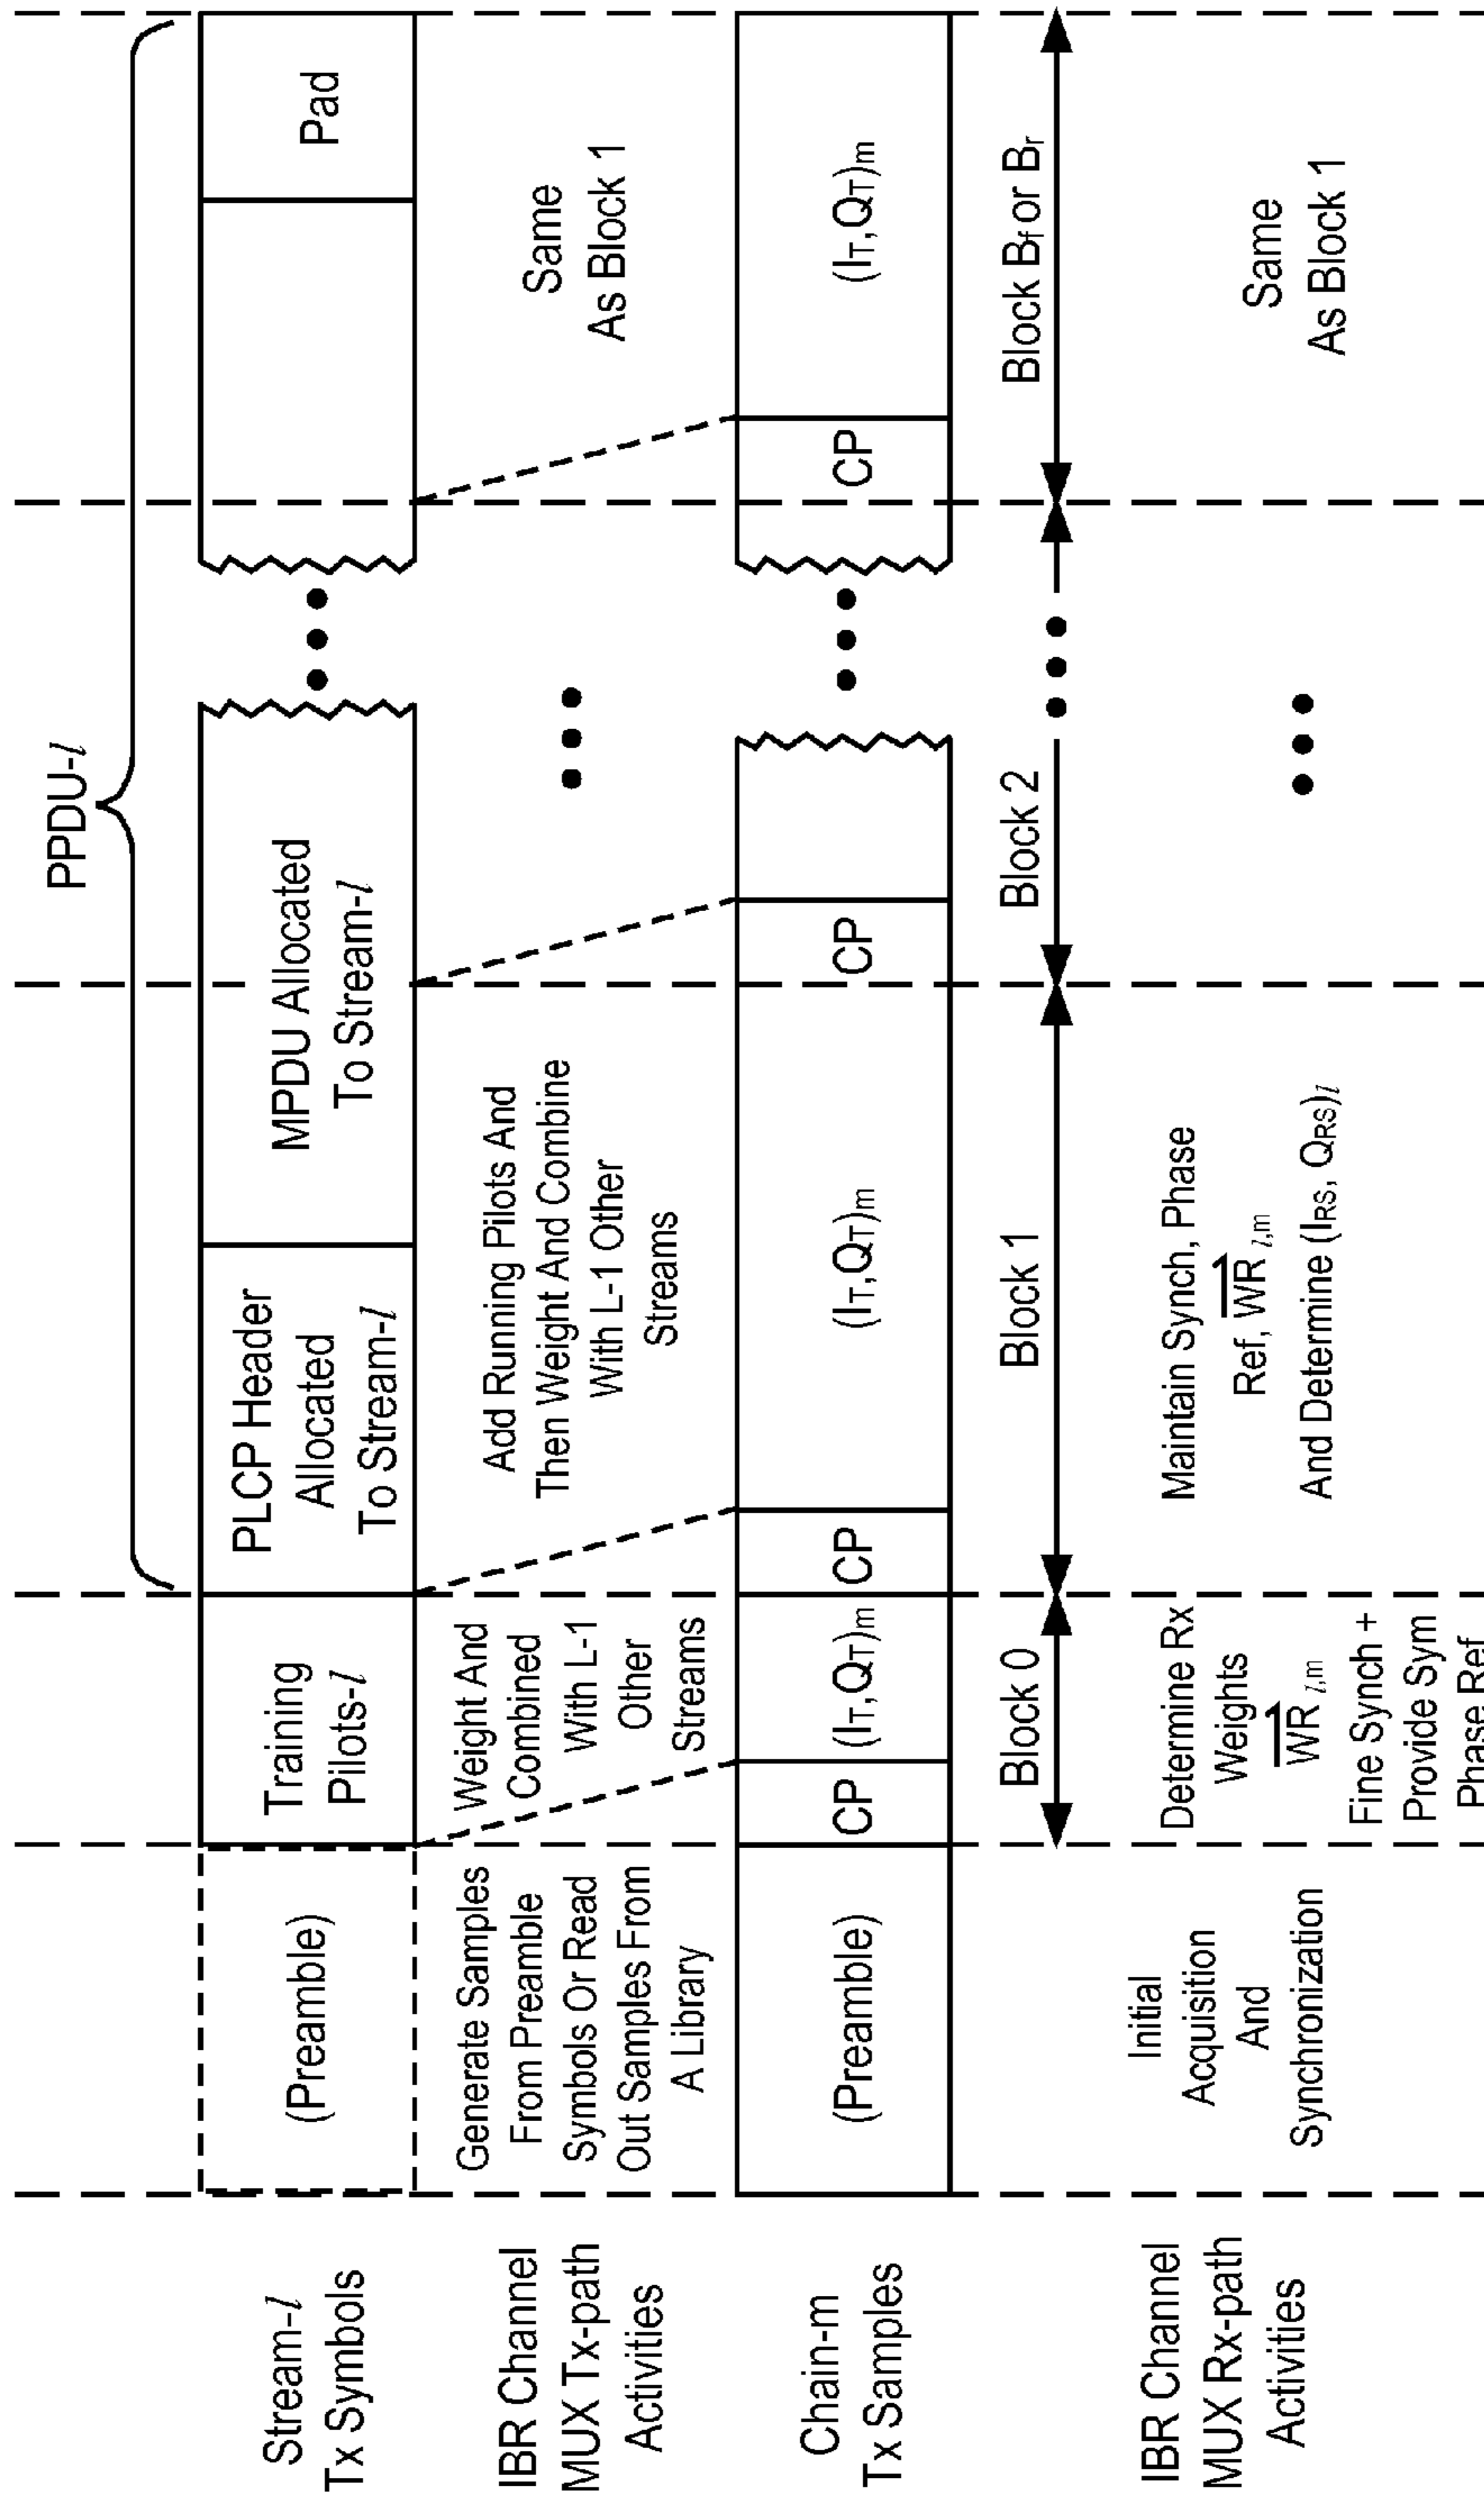 PPDU-l
Stream-l
Tx Symbols
(Preamble)
Training
Pilots-l
PLCP Header
Allocated
To Stream-l
MPDU Allocated
To Stream-l
Pad
IBR Channel
MUX Tx-path
Activities
Generate Samples
From Preamble
Symbols Or Read
Out Samples From
A Library
Weight And
Combined
With L-1
Other
Streams
Add Running Pilots And
Then Weight And Combine
With L-1 Other
Streams
Same
As Block 1
Chain-m
Tx Samples
(Preamble)
CP
(IT, QT)m
CP
(IT, QT)m
CP
CP
(IT, QT)m
Block 0
Block 1
Block 2
Block Bf or Br
IBR Channel
MUX Rx-path
Activities
Initial
Acquisition
And
Synchronization
Determine Rx
Weights
WR l,m
Fine Synch +
Provide Sym
Phase Ref
Maintain Synch, Phase
Ref, WR l,m
And Determine (IRS, QRS)l
Same
As Block 1